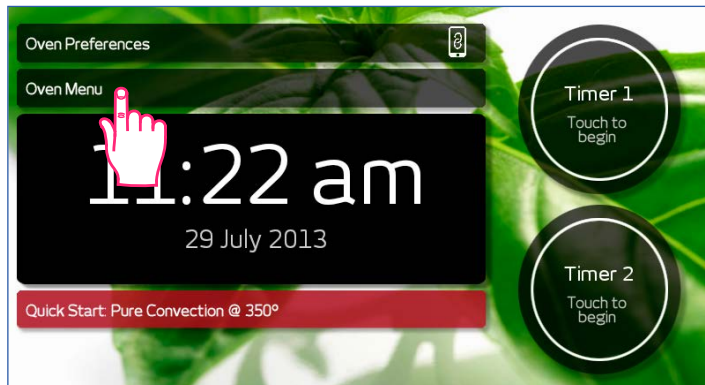 Oven Preferences
Oven Menu
11:22 am
29 July 2013
Quick Start: Pure Convection @ 350°
Timer 1
Touch to
begin
Timer 2
Touch to
begin